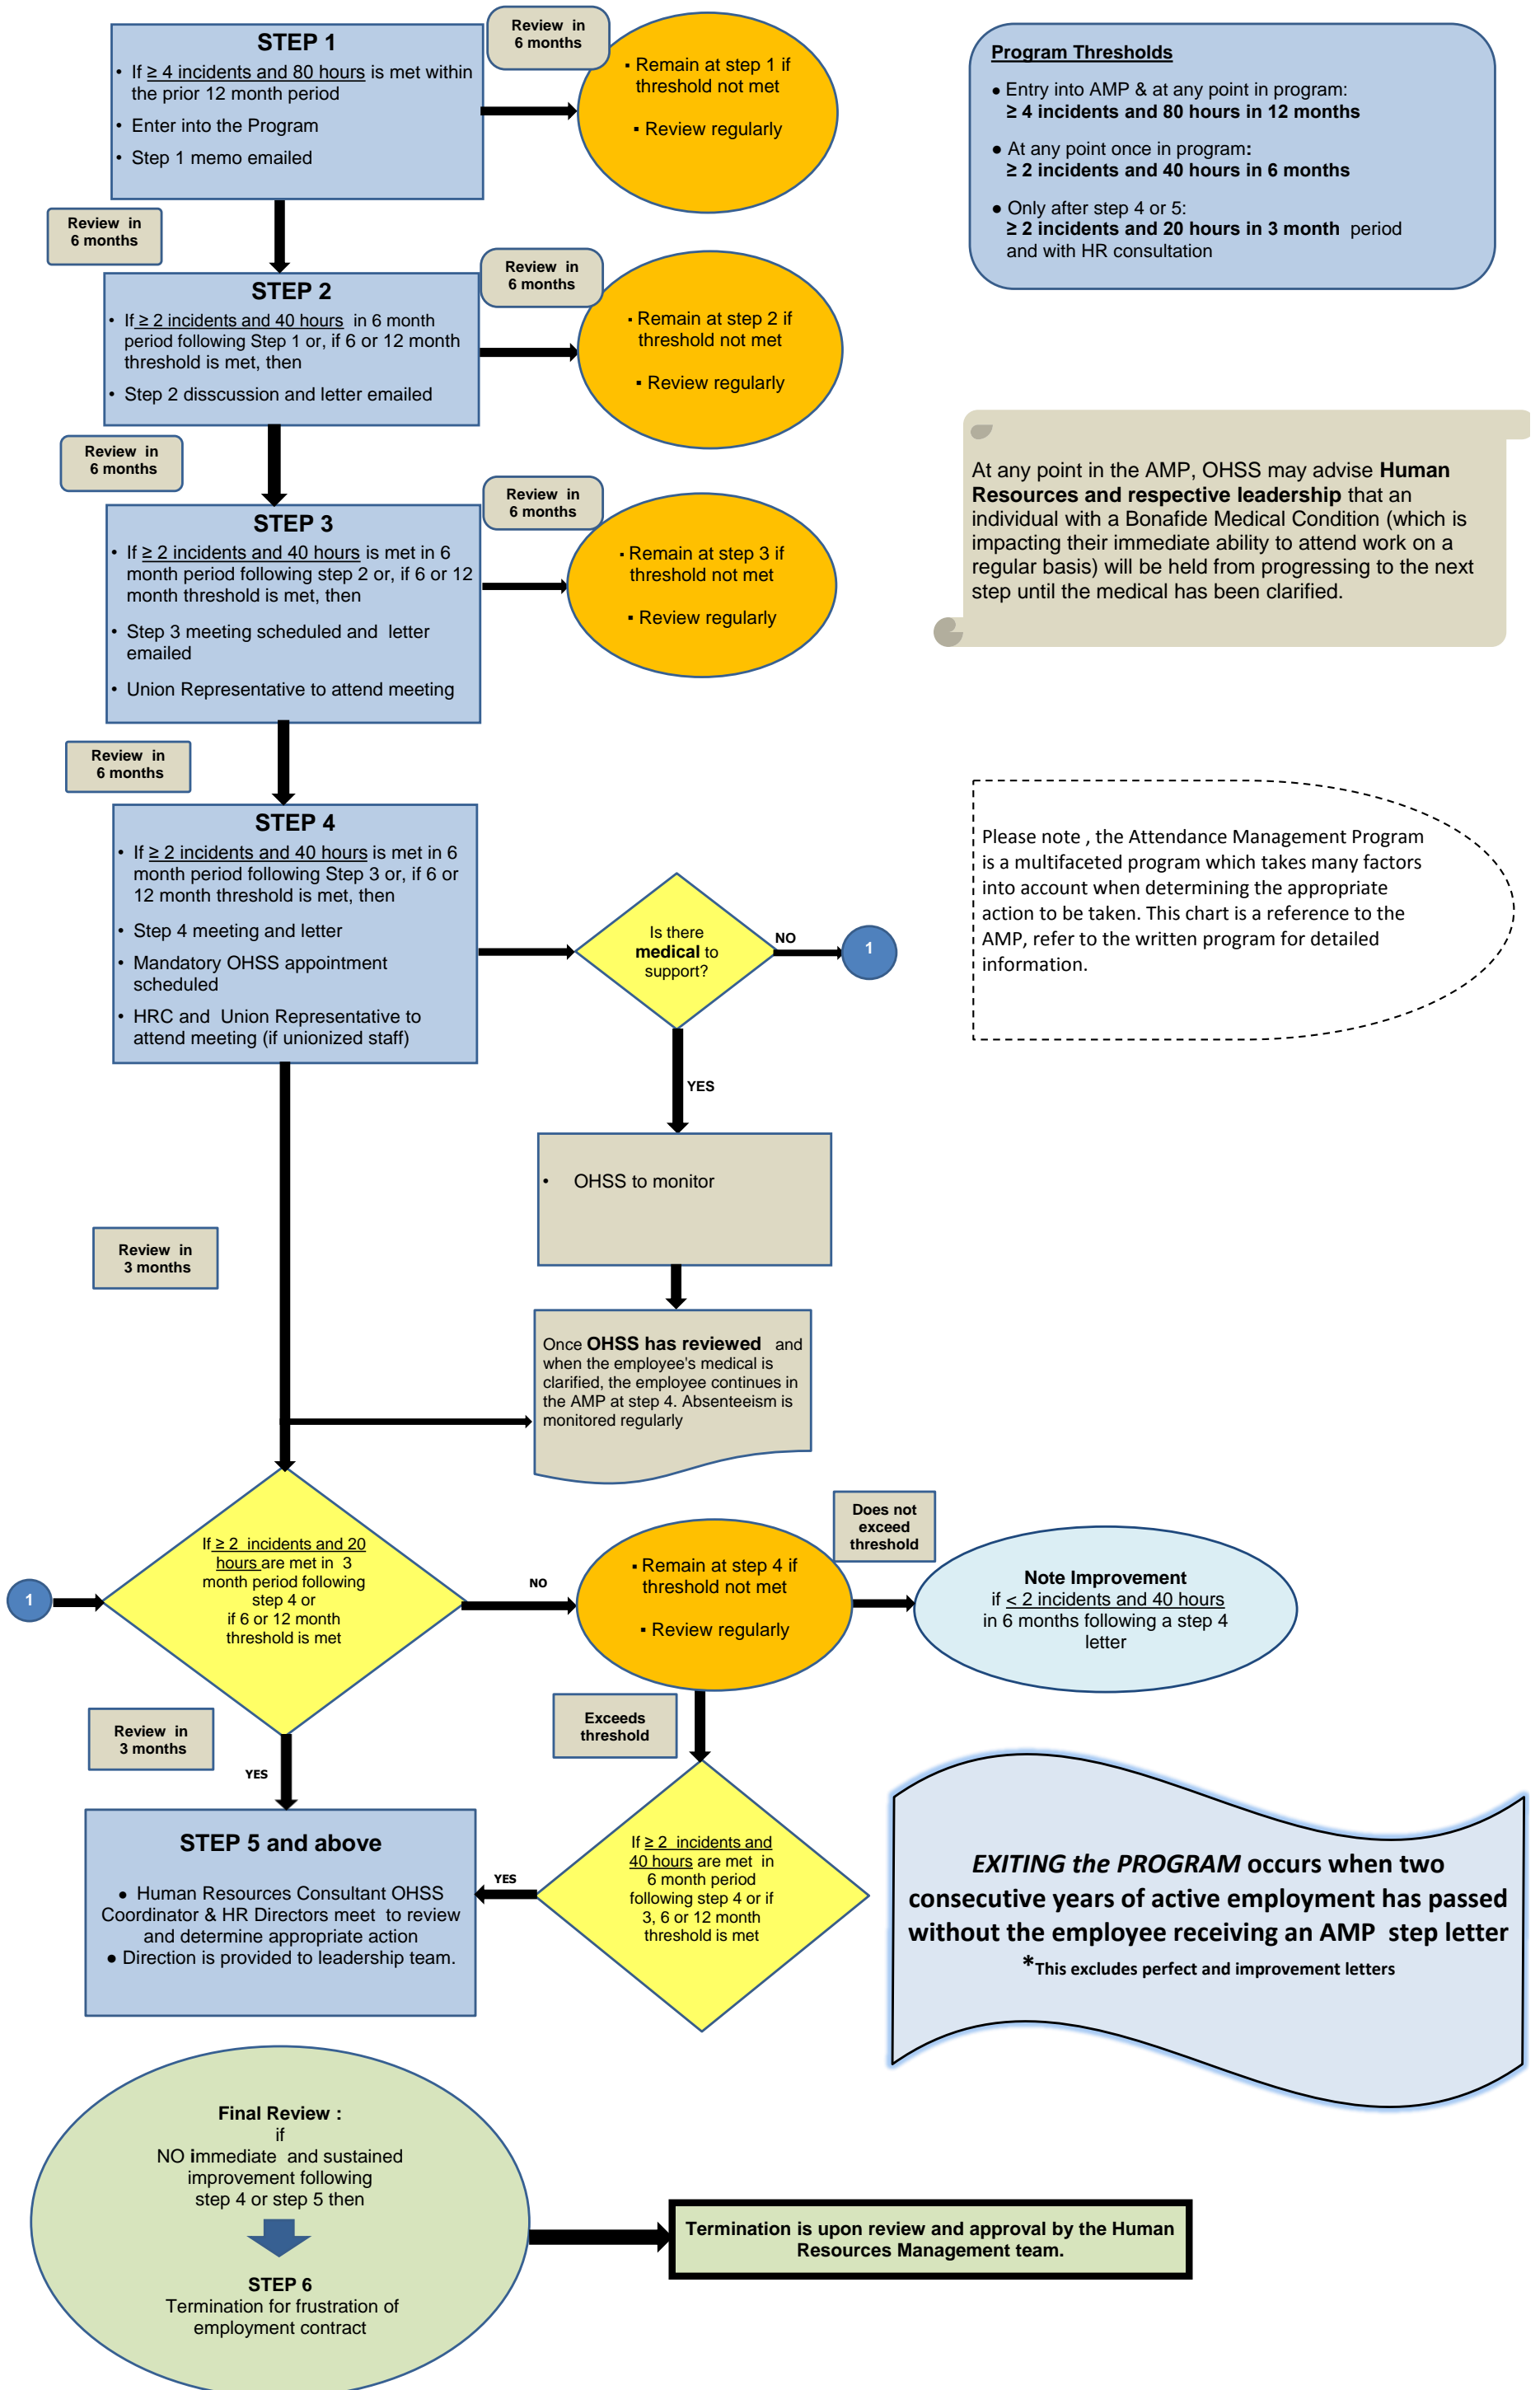 STEP 1
• If ≥ 4 incidents and 80 hours is met within
the prior 12 month period
• Enter into the Program
• Step 1 memo emailed
Review in
6 months
▪ Remain at step 1 if
threshold not met
▪ Review regularly
Program Thresholds
● Entry into AMP & at any point in program:
≥ 4 incidents and 80 hours in 12 months
● At any point once in program:
≥ 2 incidents and 40 hours in 6 months
● Only after step 4 or 5:
≥ 2 incidents and 20 hours in 3 month period
and with HR consultation
Review in
6 months
STEP 2
• If ≥ 2 incidents and 40 hours in 6 month
period following Step 1 or, if 6 or 12 month
threshold is met, then
• Step 2 disscussion and letter emailed
Review in
6 months
▪ Remain at step 2 if
threshold not met
▪ Review regularly
At any point in the AMP, OHSS may advise Human
Resources and respective leadership that an
individual with a Bonafide Medical Condition (which is
impacting their immediate ability to attend work on a
regular basis) will be held from progressing to the next
step until the medical has been clarified.
Review in
6 months
STEP 3
• If ≥ 2 incidents and 40 hours is met in 6
month period following step 2 or, if 6 or 12
month threshold is met, then
• Step 3 meeting scheduled and letter
emailed
• Union Representative to attend meeting
Review in
6 months
▪ Remain at step 3 if
threshold not met
▪ Review regularly
Review in
6 months
STEP 4
• If ≥ 2 incidents and 40 hours is met in 6
month period following Step 3 or, if 6 or
12 month threshold is met, then
• Step 4 meeting and letter
• Mandatory OHSS appointment
scheduled
• HRC and Union Representative to
attend meeting (if unionized staff)
Is there
medical to
support?
NO
1
Please note , the Attendance Management Program
is a multifaceted program which takes many factors
into account when determining the appropriate
action to be taken. This chart is a reference to the
AMP, refer to the written program for detailed
information.
YES
• OHSS to monitor
Review in
3 months
Once OHSS has reviewed and
when the employee's medical is
clarified, the employee continues in
the AMP at step 4. Absenteeism is
monitored regularly
1
If ≥ 2 incidents and 20
hours are met in 3
month period following
step 4 or
if 6 or 12 month
threshold is met
NO
▪ Remain at step 4 if
threshold not met
▪ Review regularly
Does not
exceed
threshold
Note Improvement
if < 2 incidents and 40 hours
in 6 months following a step 4
letter
Review in
3 months
YES
Exceeds
threshold
STEP 5 and above
● Human Resources Consultant OHSS
Coordinator & HR Directors meet to review
and determine appropriate action
● Direction is provided to leadership team.
YES
If ≥ 2 incidents and
40 hours are met in
6 month period
following step 4 or if
3, 6 or 12 month
threshold is met
EXITING the PROGRAM occurs when two
consecutive years of active employment has passed
without the employee receiving an AMP step letter
*This excludes perfect and improvement letters
Final Review :
if
NO immediate and sustained
improvement following
step 4 or step 5 then
STEP 6
Termination for frustration of
employment contract
Termination is upon review and approval by the Human
Resources Management team.